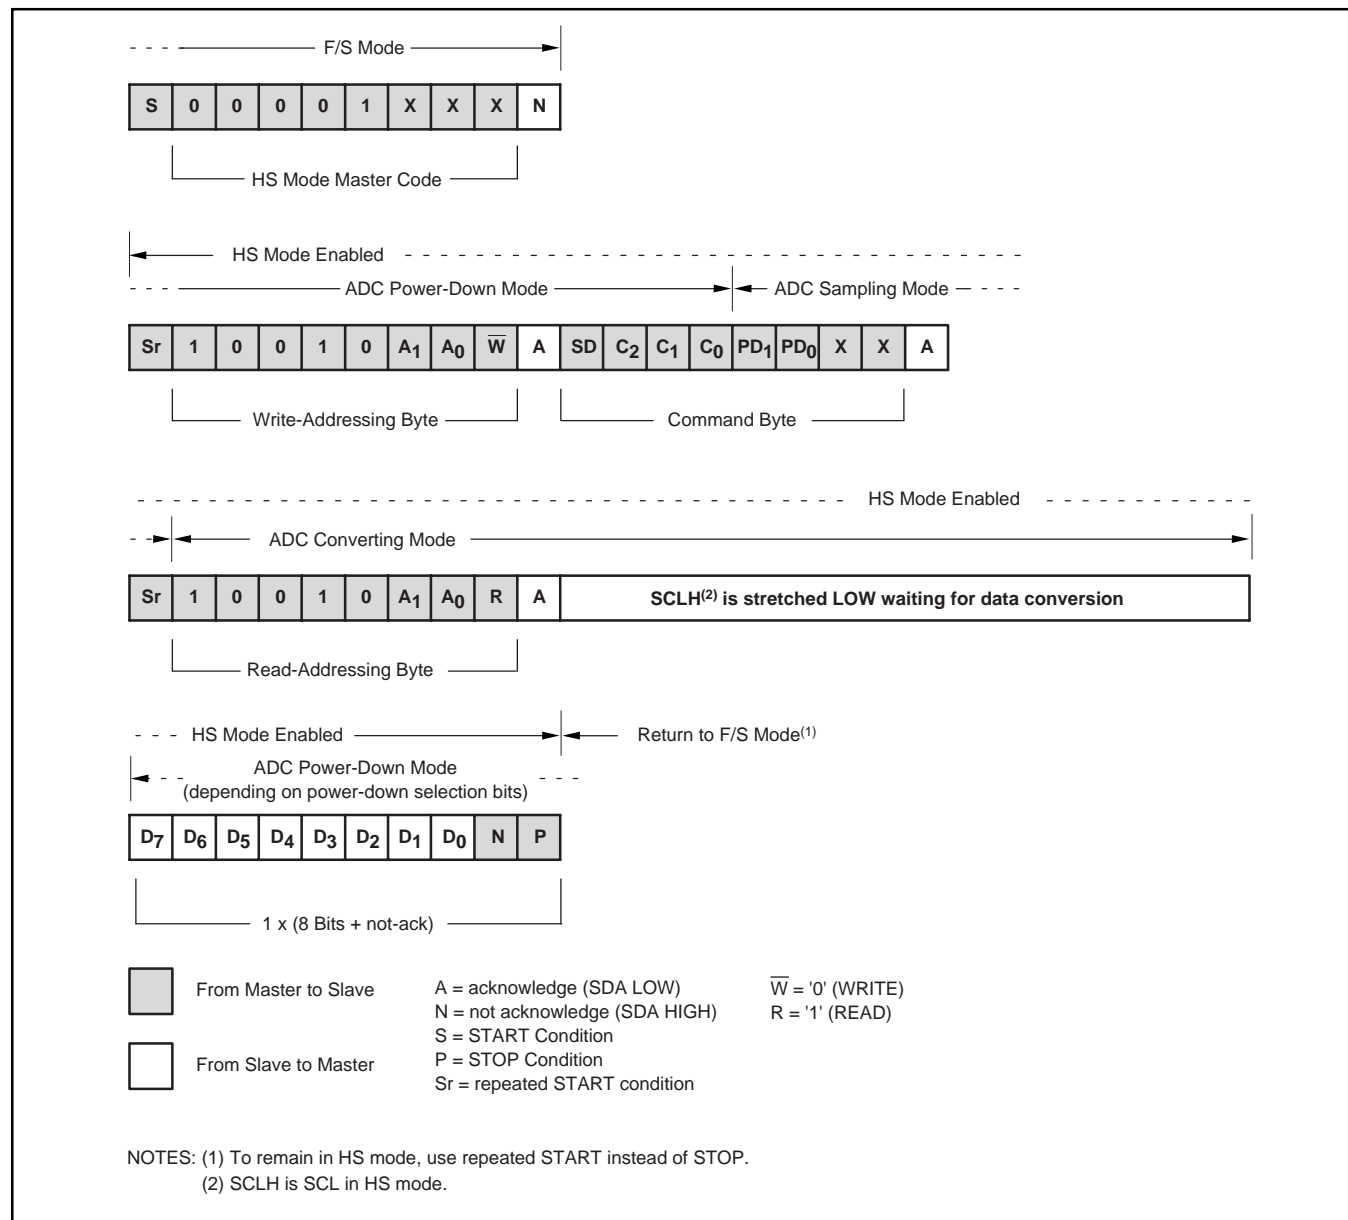 F/S Mode
S 0 0 0 0 1 X X X N
HS Mode Master Code
HS Mode Enabled
ADC Power-Down Mode ADC Sampling Mode
Sr 1 0 0 1 0 A1 A0 W̅ A SD C2 C1 C0 PD1 PD0 X X A
Write-Addressing Byte Command Byte
HS Mode Enabled
ADC Converting Mode
Sr 1 0 0 1 0 A1 A0 R A SCLH(2) is stretched LOW waiting for data conversion
Read-Addressing Byte
HS Mode Enabled Return to F/S Mode(1)
ADC Power-Down Mode
(depending on power-down selection bits)
D7 D6 D5 D4 D3 D2 D1 D0 N P
1 x (8 Bits + not-ack)
From Master to Slave
From Slave to Master
A = acknowledge (SDA LOW)
N = not acknowledge (SDA HIGH)
S = START Condition
P = STOP Condition
Sr = repeated START condition
W̅ = '0' (WRITE)
R = '1' (READ)
NOTES: (1) To remain in HS mode, use repeated START instead of STOP.
(2) SCLH is SCL in HS mode.